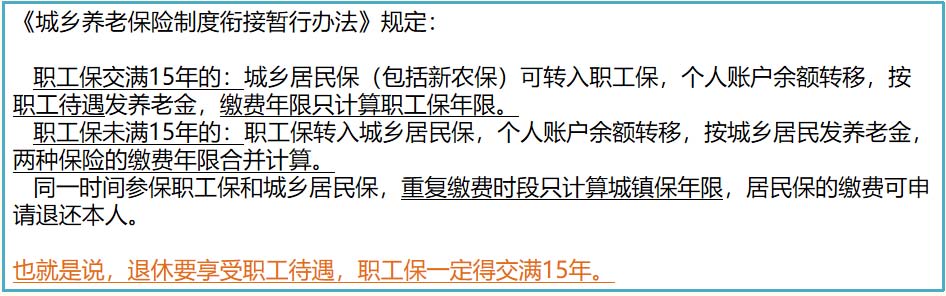 《城乡养老保险制度衔接暂行办法》规定：
职工保交满15年的：城乡居民保（包括新农保）可转入职工保，个人账户余额转移，按
职工待遇发养老金，缴费年限只计算职工保年限。
职工保未满15年的：职工保转入城乡居民保，个人账户余额转移，按城乡居民发养老金，
两种保险的缴费年限合并计算。
同一时间参保职工保和城乡居民保，重复缴费时段只计算城镇保年限，居民保的缴费可申
请退还本人。
也就是说，退休要享受职工待遇，职工保一定得交满15年。